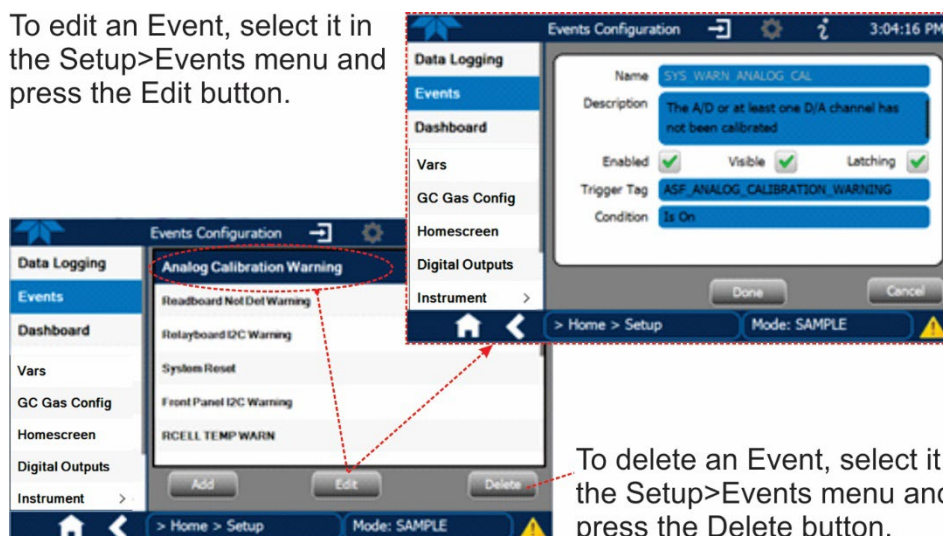 To edit an Event, select it in
the Setup>Events menu and
press the Edit button.
Events Configuration
3:04:16 PM
Data Logging
Events
Dashboard
Vars
GC Gas Config
Homescreen
Digital Outputs
Instrument >
Name SYS_WARN_ANALOG_CAL
Description The A/D or at least one D/A channel has
not been calibrated
Enabled Visible Latching
Trigger Tag ASF_ANALOG_CALIBRATION_WARNING
Condition Is On
Done Cancel
> Home > Setup Mode: SAMPLE
Events Configuration
Data Logging
Events
Dashboard
Vars
GC Gas Config
Homescreen
Digital Outputs
Instrument >
Analog Calibration Warning
Readboard Not Det Warning
Relayboard I2C Warning
System Reset
Front Panel I2C Warning
RCELL TEMP WARN
Add Edit Delete
> Home > Setup Mode: SAMPLE
To delete an Event, select it
the Setup>Events menu and
press the Delete button.